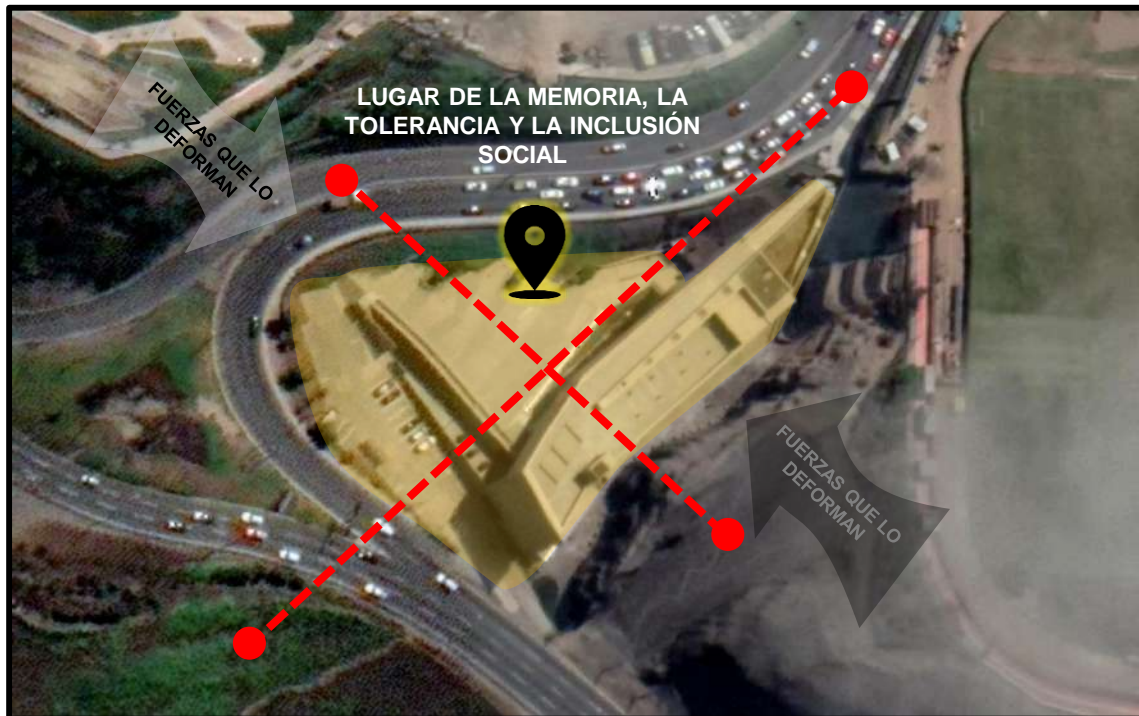 FUERZAS QUE LO
DEFORMAN
LUGAR DE LA MEMORIA, LA
TOLERANCIA Y LA INCLUSIÓN
SOCIAL
FUERZAS QUE LO
DEFORMAN